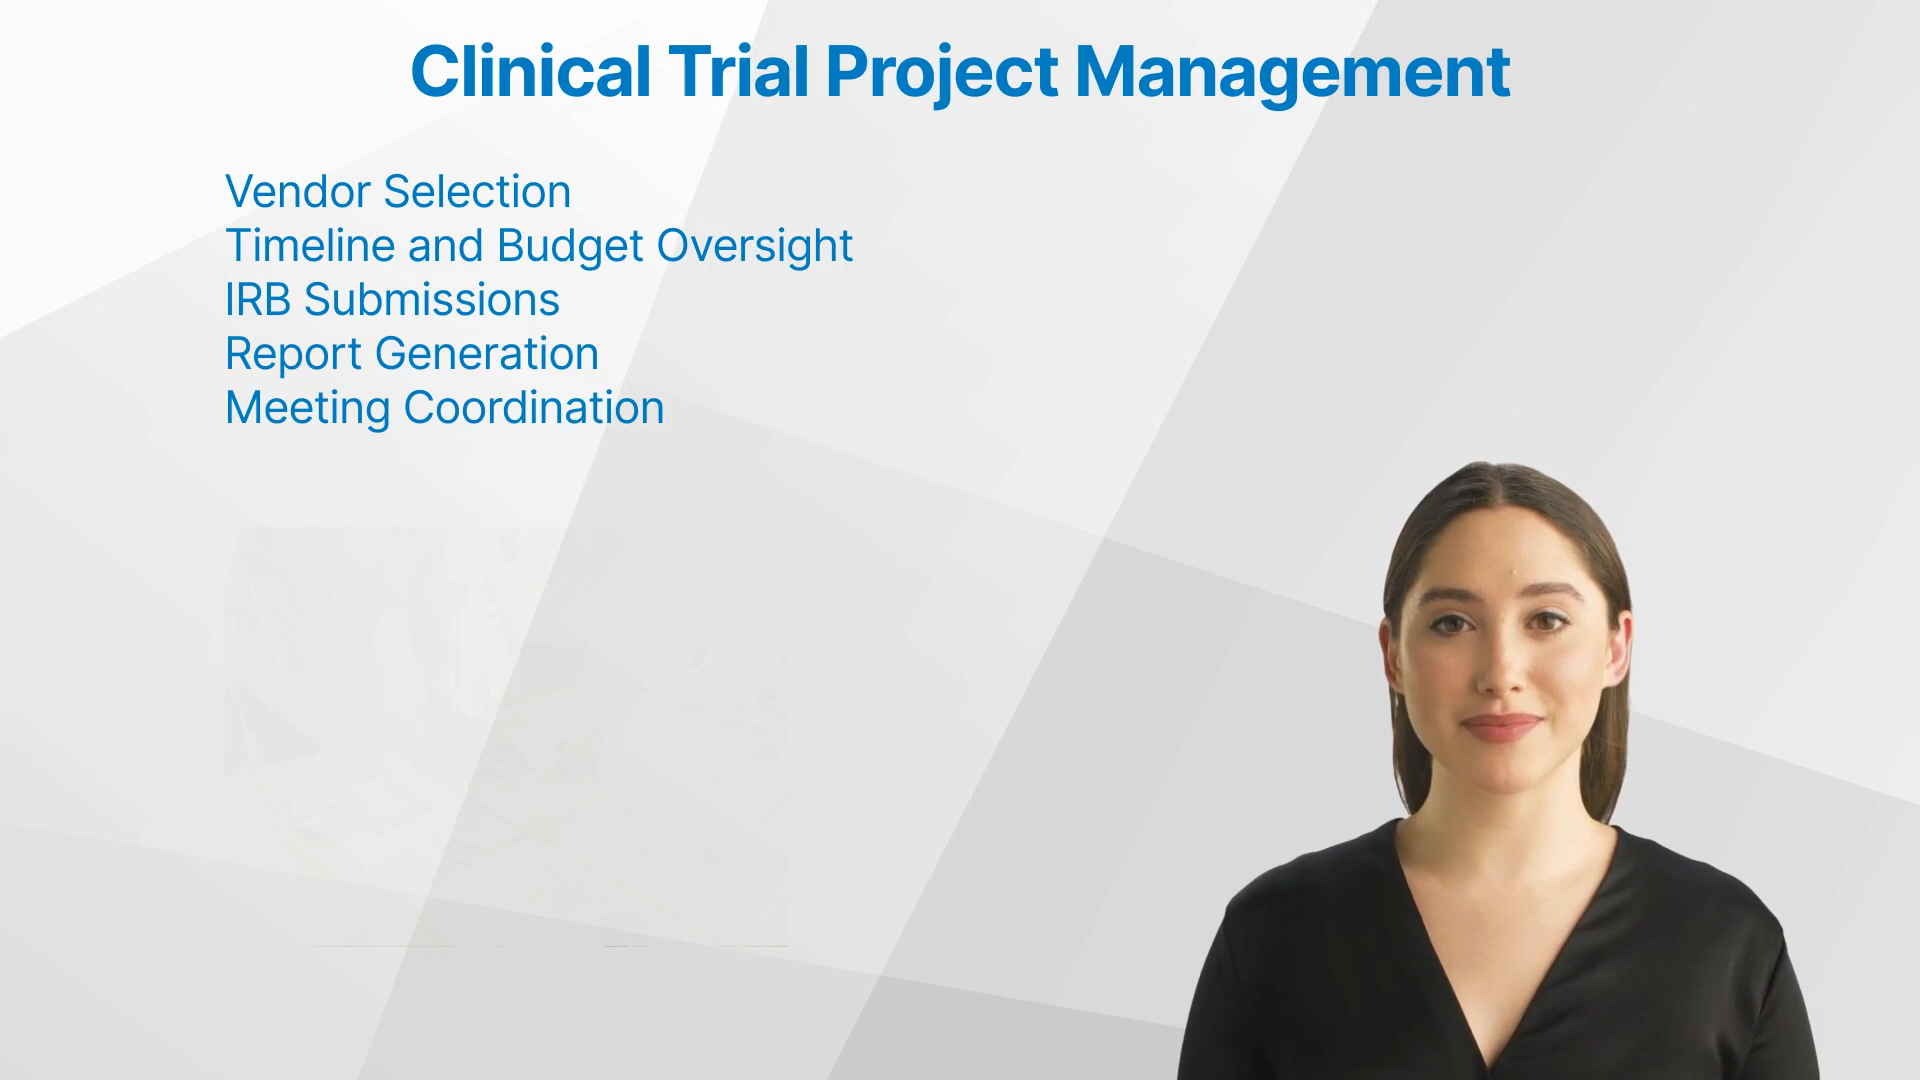 Clinical Trial Project Management
Vendor Selection
Timeline and Budget Oversight
IRB Submissions
Report Generation
Meeting Coordination